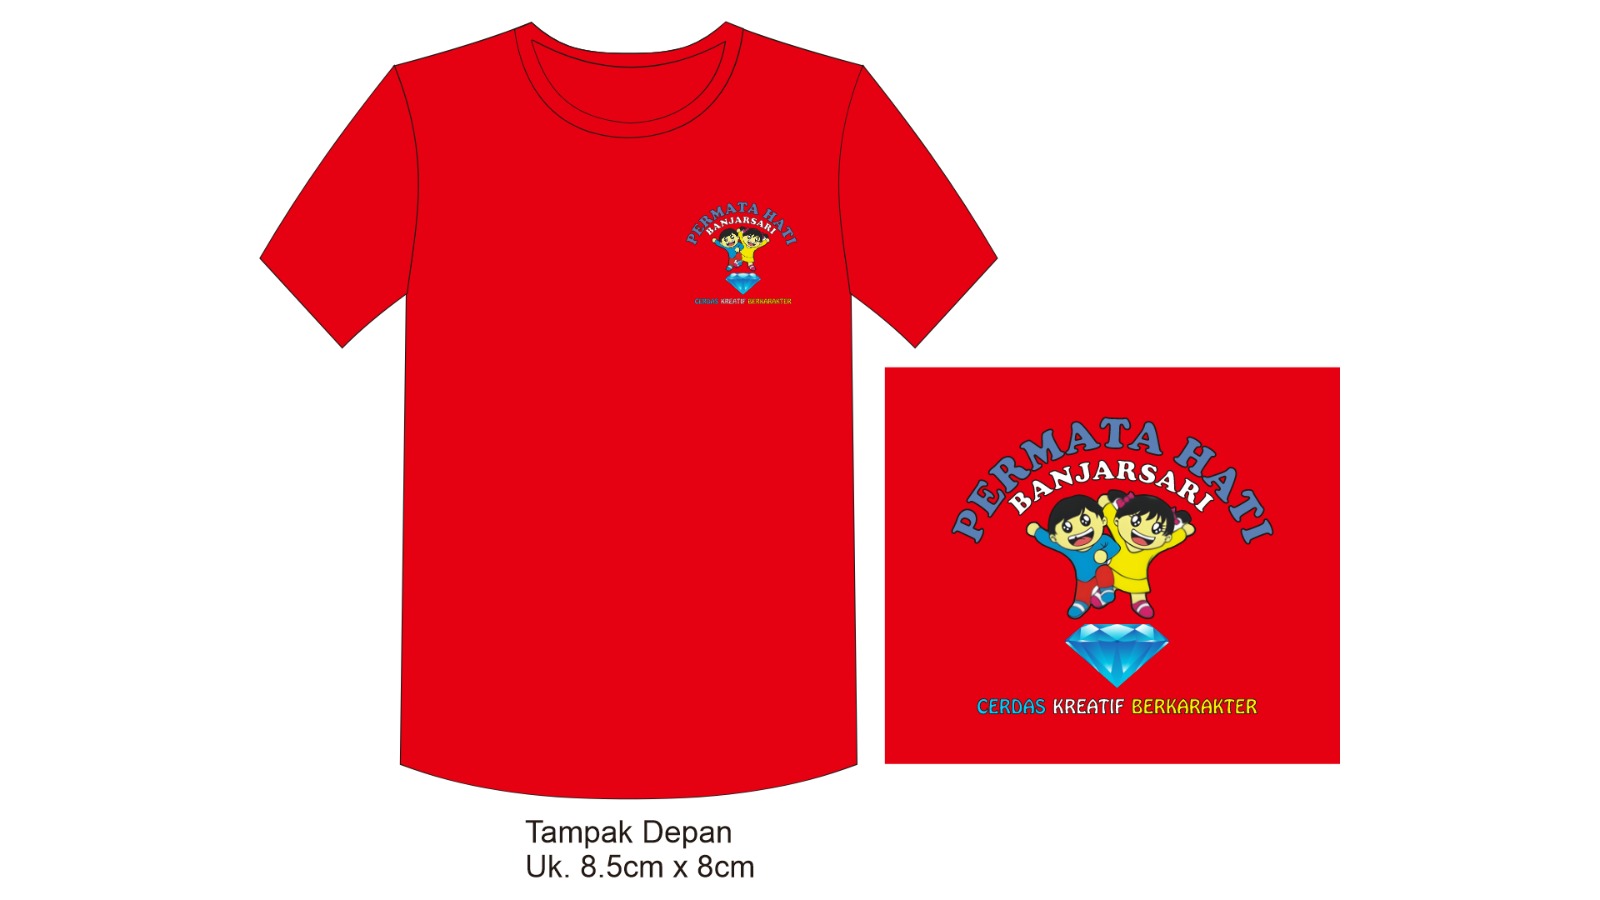 PERMATA HATI
BANJARSARI
CERDAS KREATIF BERKARAKTER
PERMATA HATI
BANJARSARI
CERDAS KREATIF BERKARAKTER
Tampak Depan
Uk. 8.5cm x 8cm